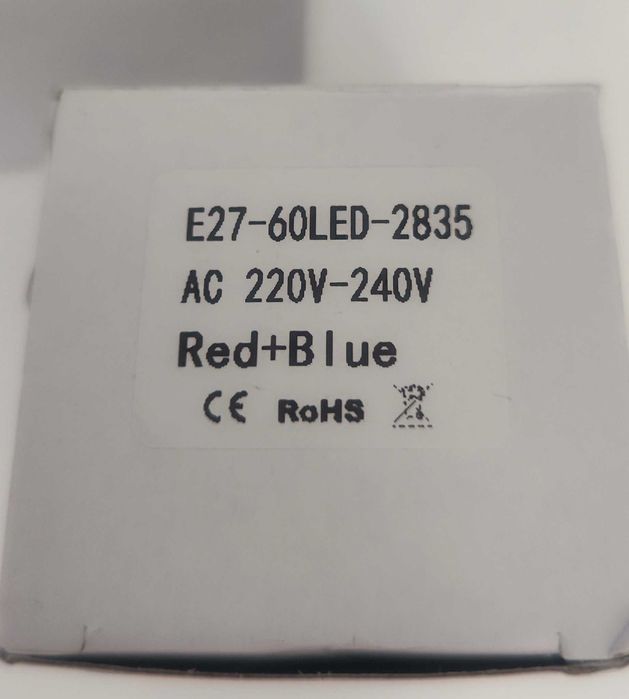 E27-60LED-2835
AC 220V-240V
Red+Blue
CE RoHS